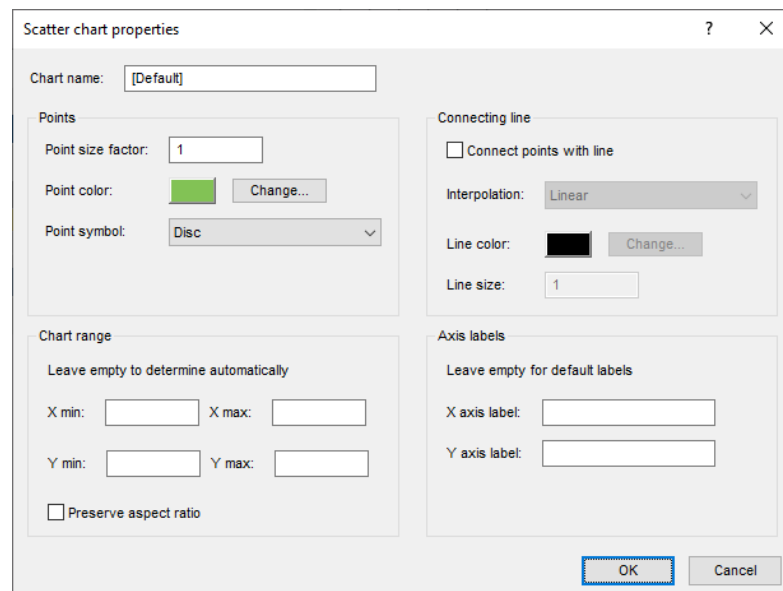 Scatter chart properties
?
Chart name: [Default]
Points
Point size factor: 1
Point color: Change...
Point symbol: Disc
Connecting line
Connect points with line
Interpolation: Linear
Line color: Change...
Line size: 1
Chart range
Leave empty to determine automatically
X min: X max:
Y min: Y max:
Preserve aspect ratio
Axis labels
Leave empty for default labels
X axis label:
Y axis label:
OK Cancel